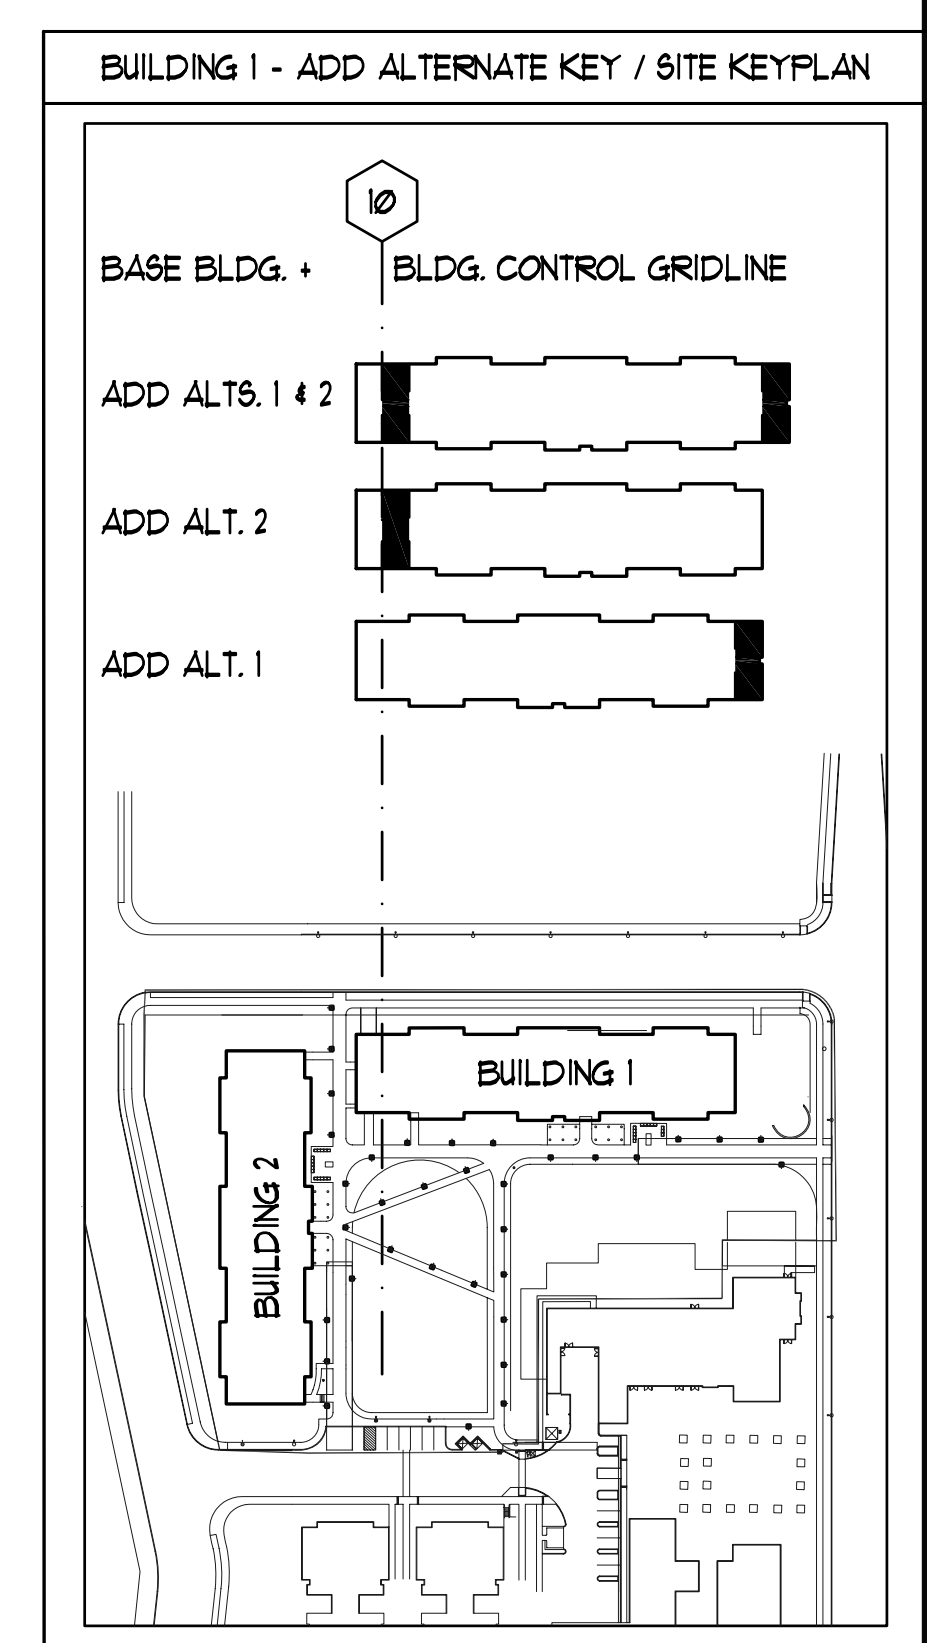 BUILDING 1 - ADD ALTERNATE KEY / SITE KEYPLAN
10
BASE BLDG. + BLDG. CONTROL GRIDLINE
ADD ALTS. 1 & 2
ADD ALT. 2
ADD ALT. 1
BUILDING 1
BUILDING 2